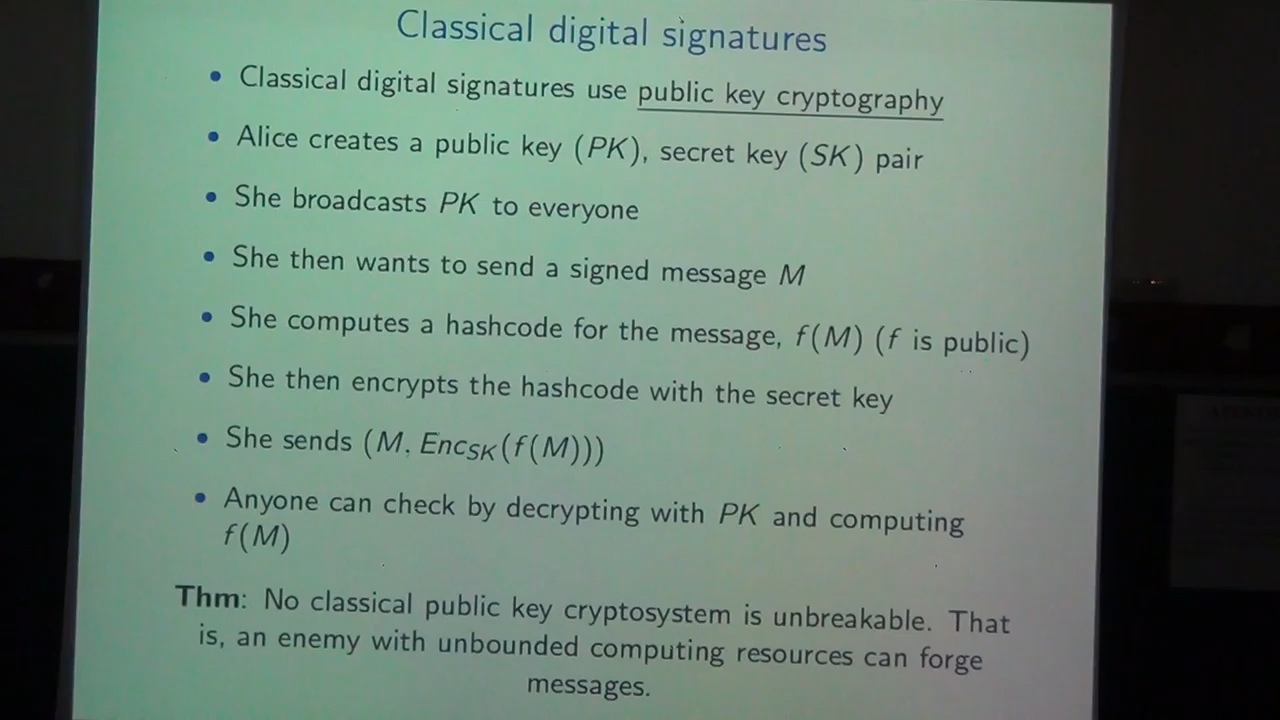 Classical digital signatures
• Classical digital signatures use public key cryptography
• Alice creates a public key (PK), secret key (SK) pair
• She broadcasts PK to everyone
• She then wants to send a signed message M
• She computes a hashcode for the message, f(M) (f is public)
• She then encrypts the hashcode with the secret key
• She sends (M, Enc_SK(f(M)))
• Anyone can check by decrypting with PK and computing
f(M)
Thm: No classical public key cryptosystem is unbreakable. That
is, an enemy with unbounded computing resources can forge
messages.